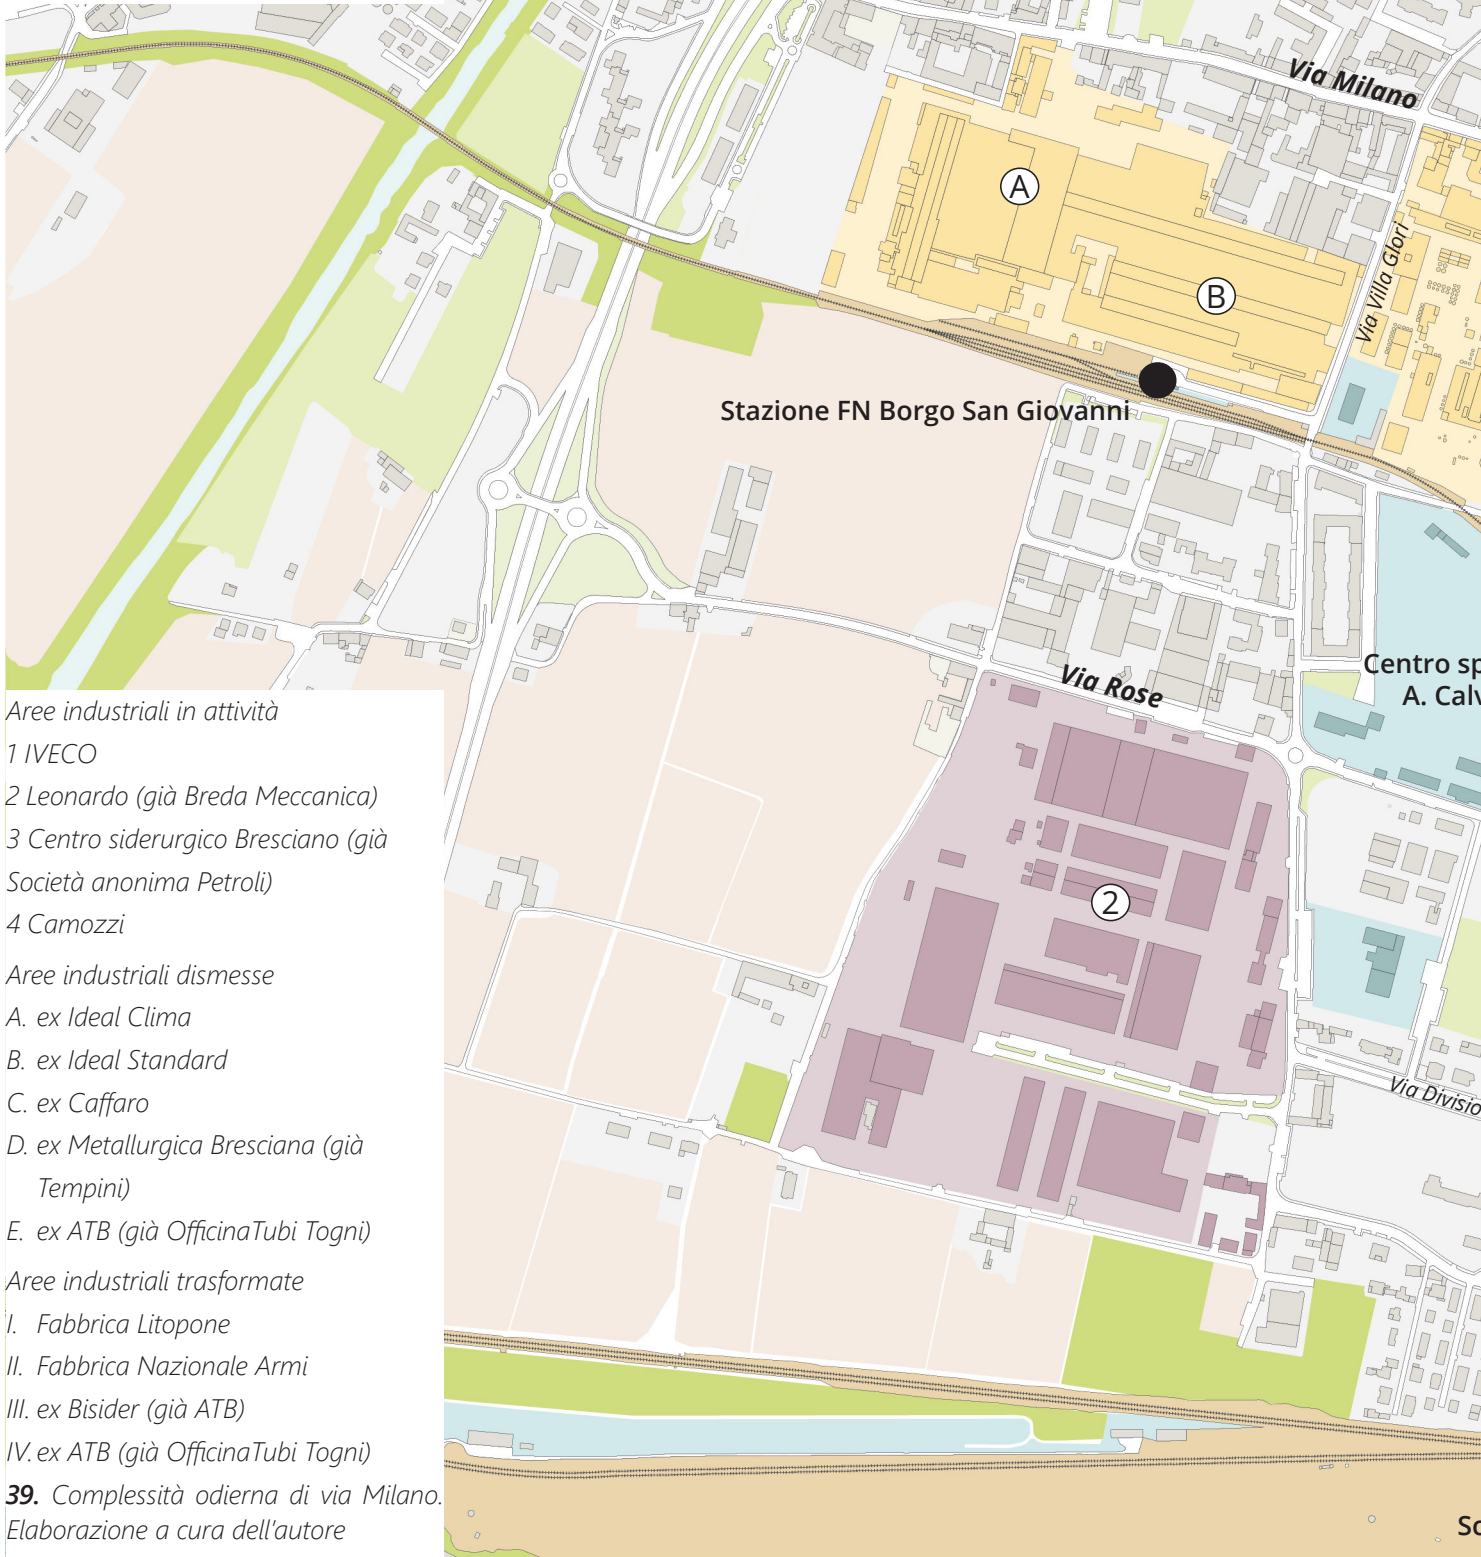 Via Milano
A
B
Via Villa Glori
Stazione FN Borgo San Giovanni
Centro sp
A. Calv
Via Rose
2
Via Divisio
Aree industriali in attività
1 IVECO
2 Leonardo (già Breda Meccanica)
3 Centro siderurgico Bresciano (già
Società anonima Petroli)
4 Camozzi
Aree industriali dismesse
A. ex Ideal Clima
B. ex Ideal Standard
C. ex Caffaro
D. ex Metallurgica Bresciana (già
Tempini)
E. ex ATB (già OfficinaTubi Togni)
Aree industriali trasformate
I. Fabbrica Litopone
II. Fabbrica Nazionale Armi
III. ex Bisider (già ATB)
IV. ex ATB (già OfficinaTubi Togni)
39. Complessità odierna di via Milano.
Elaborazione a cura dell'autore
Sc